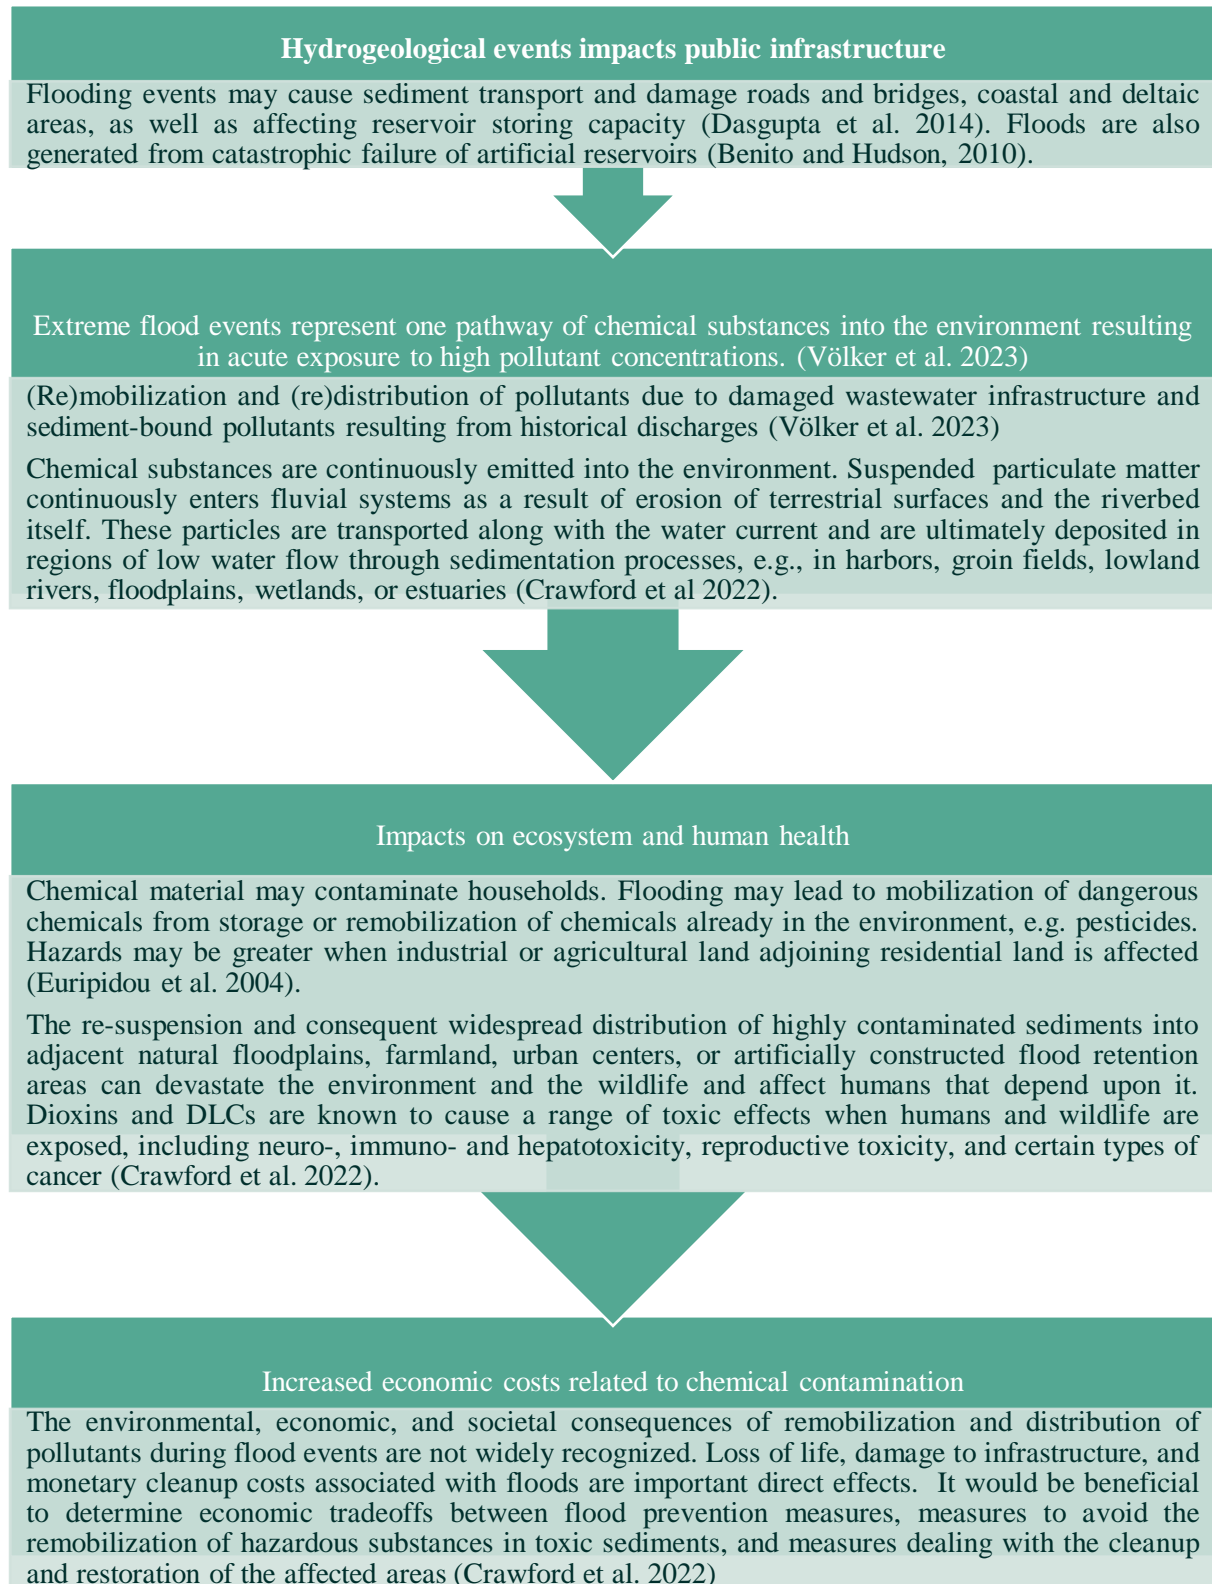 Hydrogeological events impacts public infrastructure
Flooding events may cause sediment transport and damage roads and bridges, coastal and deltaic
areas, as well as affecting reservoir storing capacity (Dasgupta et al. 2014). Floods are also
generated from catastrophic failure of artificial reservoirs (Benito and Hudson, 2010).
Extreme flood events represent one pathway of chemical substances into the environment resulting
in acute exposure to high pollutant concentrations. (Völker et al. 2023)
(Re)mobilization and (re)distribution of pollutants due to damaged wastewater infrastructure and
sediment-bound pollutants resulting from historical discharges (Völker et al. 2023)
Chemical substances are continuously emitted into the environment. Suspended particulate matter
continuously enters fluvial systems as a result of erosion of terrestrial surfaces and the riverbed
itself. These particles are transported along with the water current and are ultimately deposited in
regions of low water flow through sedimentation processes, e.g., in harbors, groin fields, lowland
rivers, floodplains, wetlands, or estuaries (Crawford et al 2022).
Impacts on ecosystem and human health
Chemical material may contaminate households. Flooding may lead to mobilization of dangerous
chemicals from storage or remobilization of chemicals already in the environment, e.g. pesticides.
Hazards may be greater when industrial or agricultural land adjoining residential land is affected
(Euripidou et al. 2004).
The re-suspension and consequent widespread distribution of highly contaminated sediments into
adjacent natural floodplains, farmland, urban centers, or artificially constructed flood retention
areas can devastate the environment and the wildlife and affect humans that depend upon it.
Dioxins and DLCs are known to cause a range of toxic effects when humans and wildlife are
exposed, including neuro-, immuno- and hepatotoxicity, reproductive toxicity, and certain types of
cancer (Crawford et al. 2022).
Increased economic costs related to chemical contamination
The environmental, economic, and societal consequences of remobilization and distribution of
pollutants during flood events are not widely recognized. Loss of life, damage to infrastructure, and
monetary cleanup costs associated with floods are important direct effects. It would be beneficial
to determine economic tradeoffs between flood prevention measures, measures to avoid the
remobilization of hazardous substances in toxic sediments, and measures dealing with the cleanup
and restoration of the affected areas (Crawford et al. 2022)